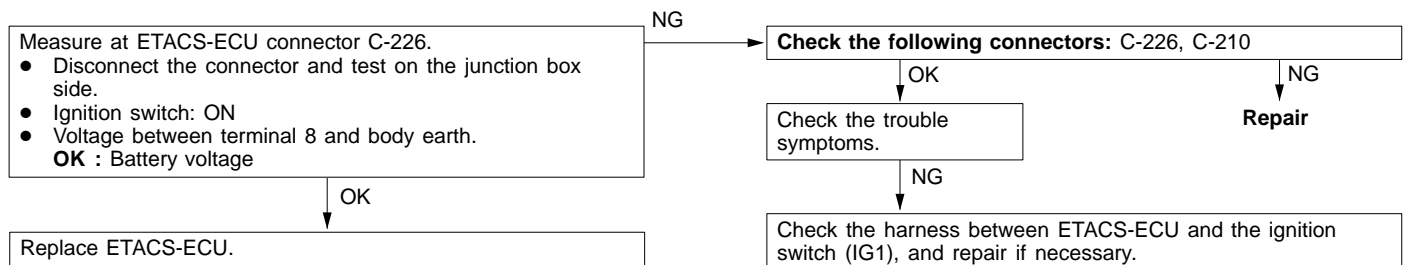 Measure at ETACS-ECU connector C-226.
● Disconnect the connector and test on the junction box
side.
● Ignition switch: ON
● Voltage between terminal 8 and body earth.
OK : Battery voltage
NG
OK
Replace ETACS-ECU.
Check the following connectors: C-226, C-210
OK
NG
Check the trouble
symptoms.
Repair
NG
Check the harness between ETACS-ECU and the ignition
switch (IG1), and repair if necessary.